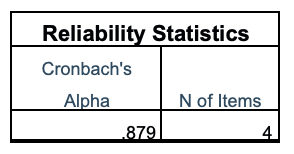 Reliability Statistics
Cronbach's
Alpha N of Items
.879 4